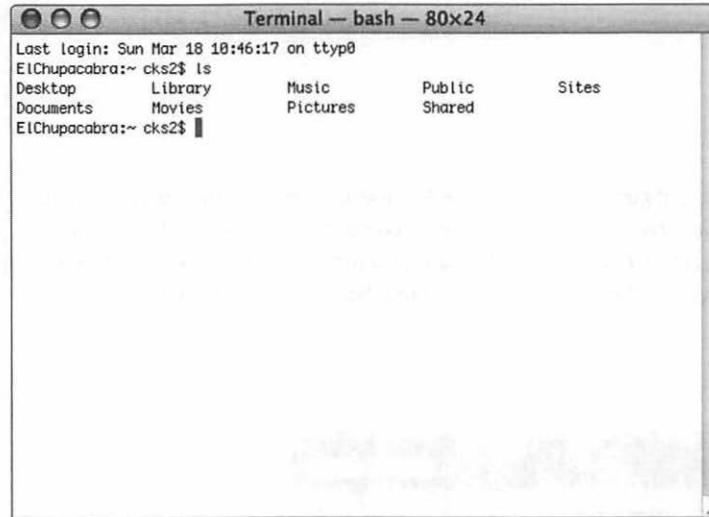 Terminal — bash — 80×24
Last login: Sun Mar 18 10:46:17 on ttyp0
ElChupacabra:~ cks2$ ls
Desktop Library Music Public Sites
Documents Movies Pictures Shared
ElChupacabra:~ cks2$